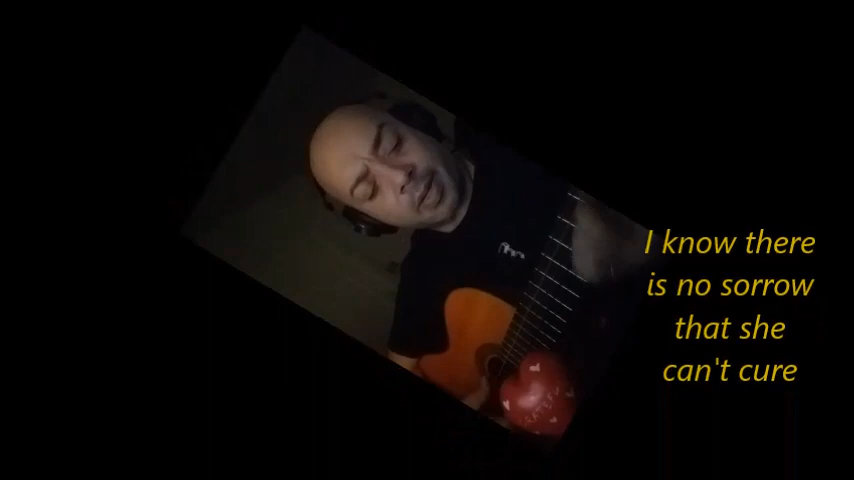 I know there
is no sorrow
that she
can't cure